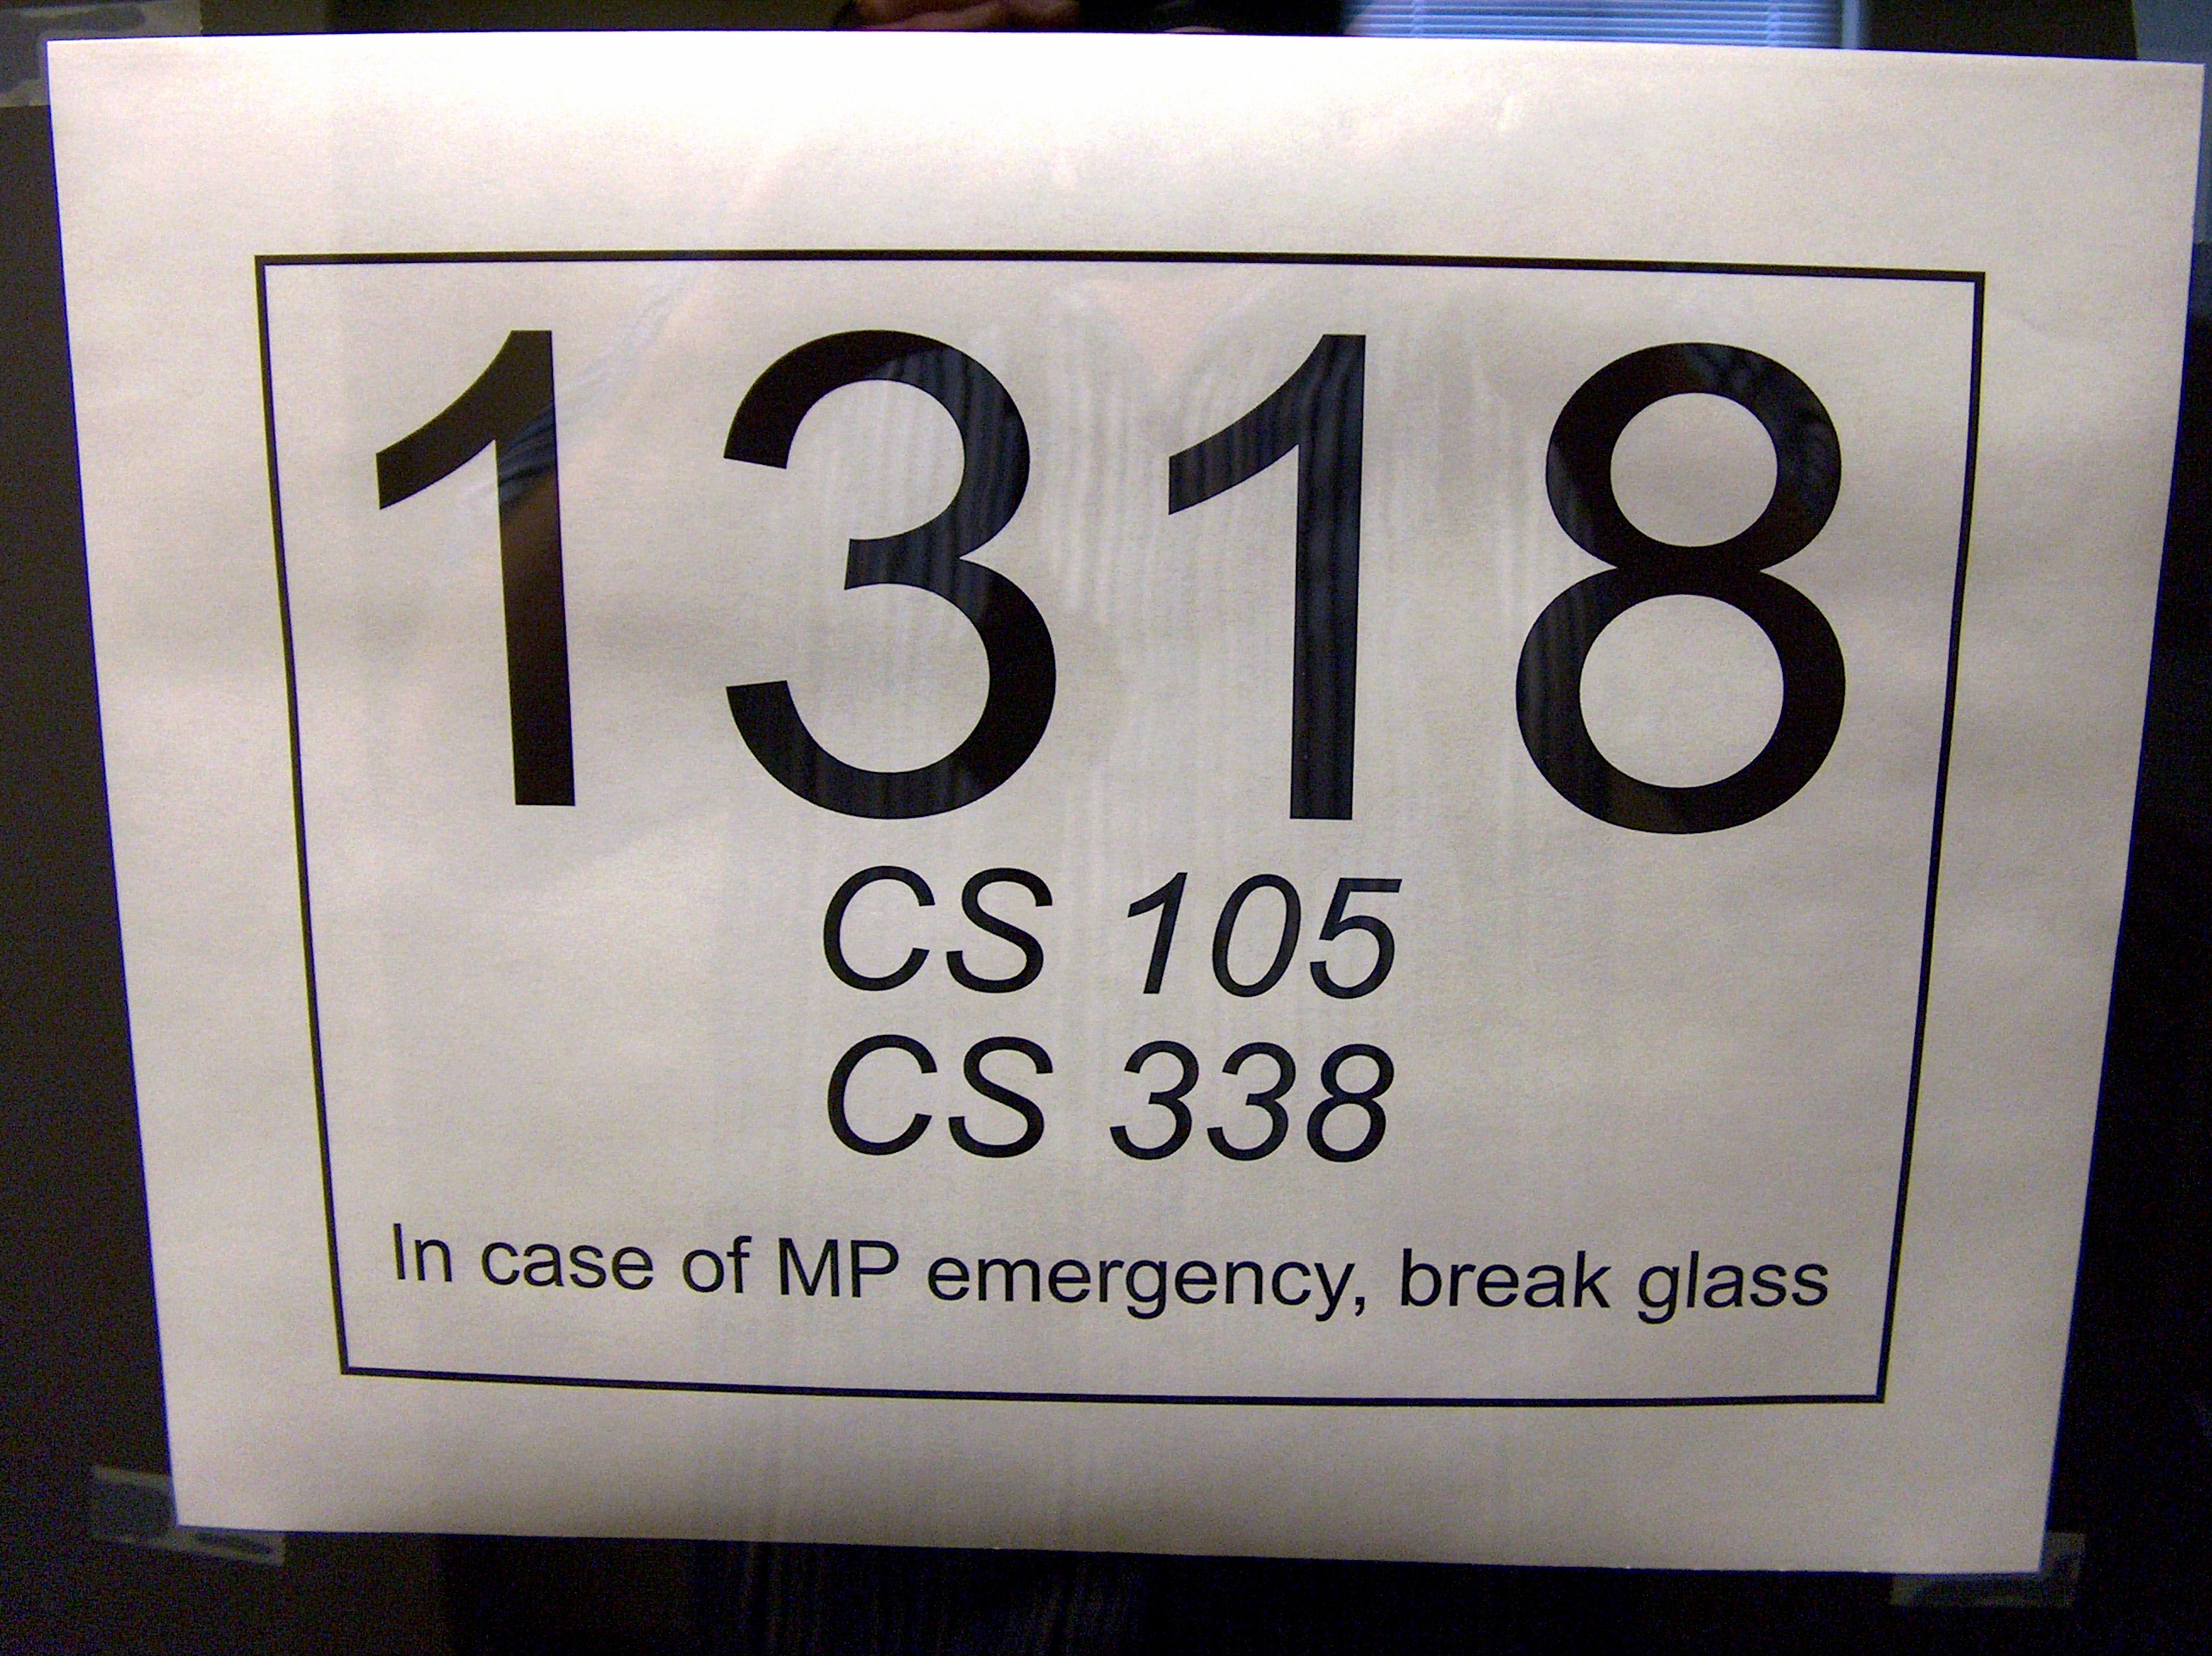 1318
CS 105
CS 338
In case of MP emergency, break glass